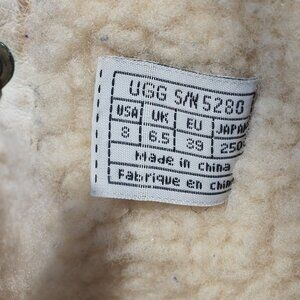 UGG S/N 5280
USA UK EU JAPAN
8 6.5 39 250
Made in china
Fabrique en chine